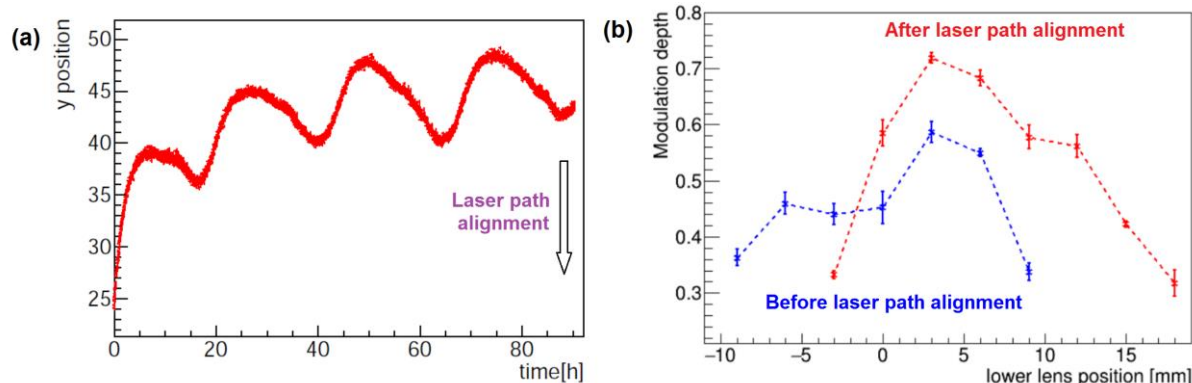 (a)
y position
50
45
40
35
30
25
Laser path
alignment
0
20
40
60
80
time[h]
(b)
Modulation depth
0.8
0.7
0.6
0.5
0.4
0.3
After laser path alignment
Before laser path alignment
−10
−5
0
5
10
15
lower lens position [mm]